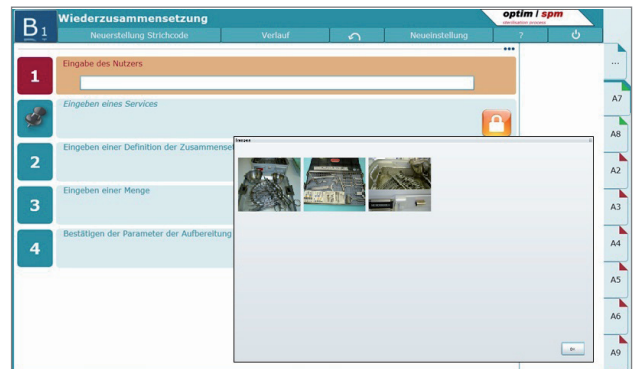 B1
Wiederzusammensetzung
optim / spm
sterilisation process
Neuerstellung Strichcode
Verlauf
Neueinstellung
?
...
1
Eingabe des Nutzers
Eingeben eines Services
2
Eingeben einer Definition der Zusammenset
3
Eingeben einer Menge
4
Bestätigen der Parameter der Aufbereitung
A7
A8
A2
A3
A4
A5
A6
A9